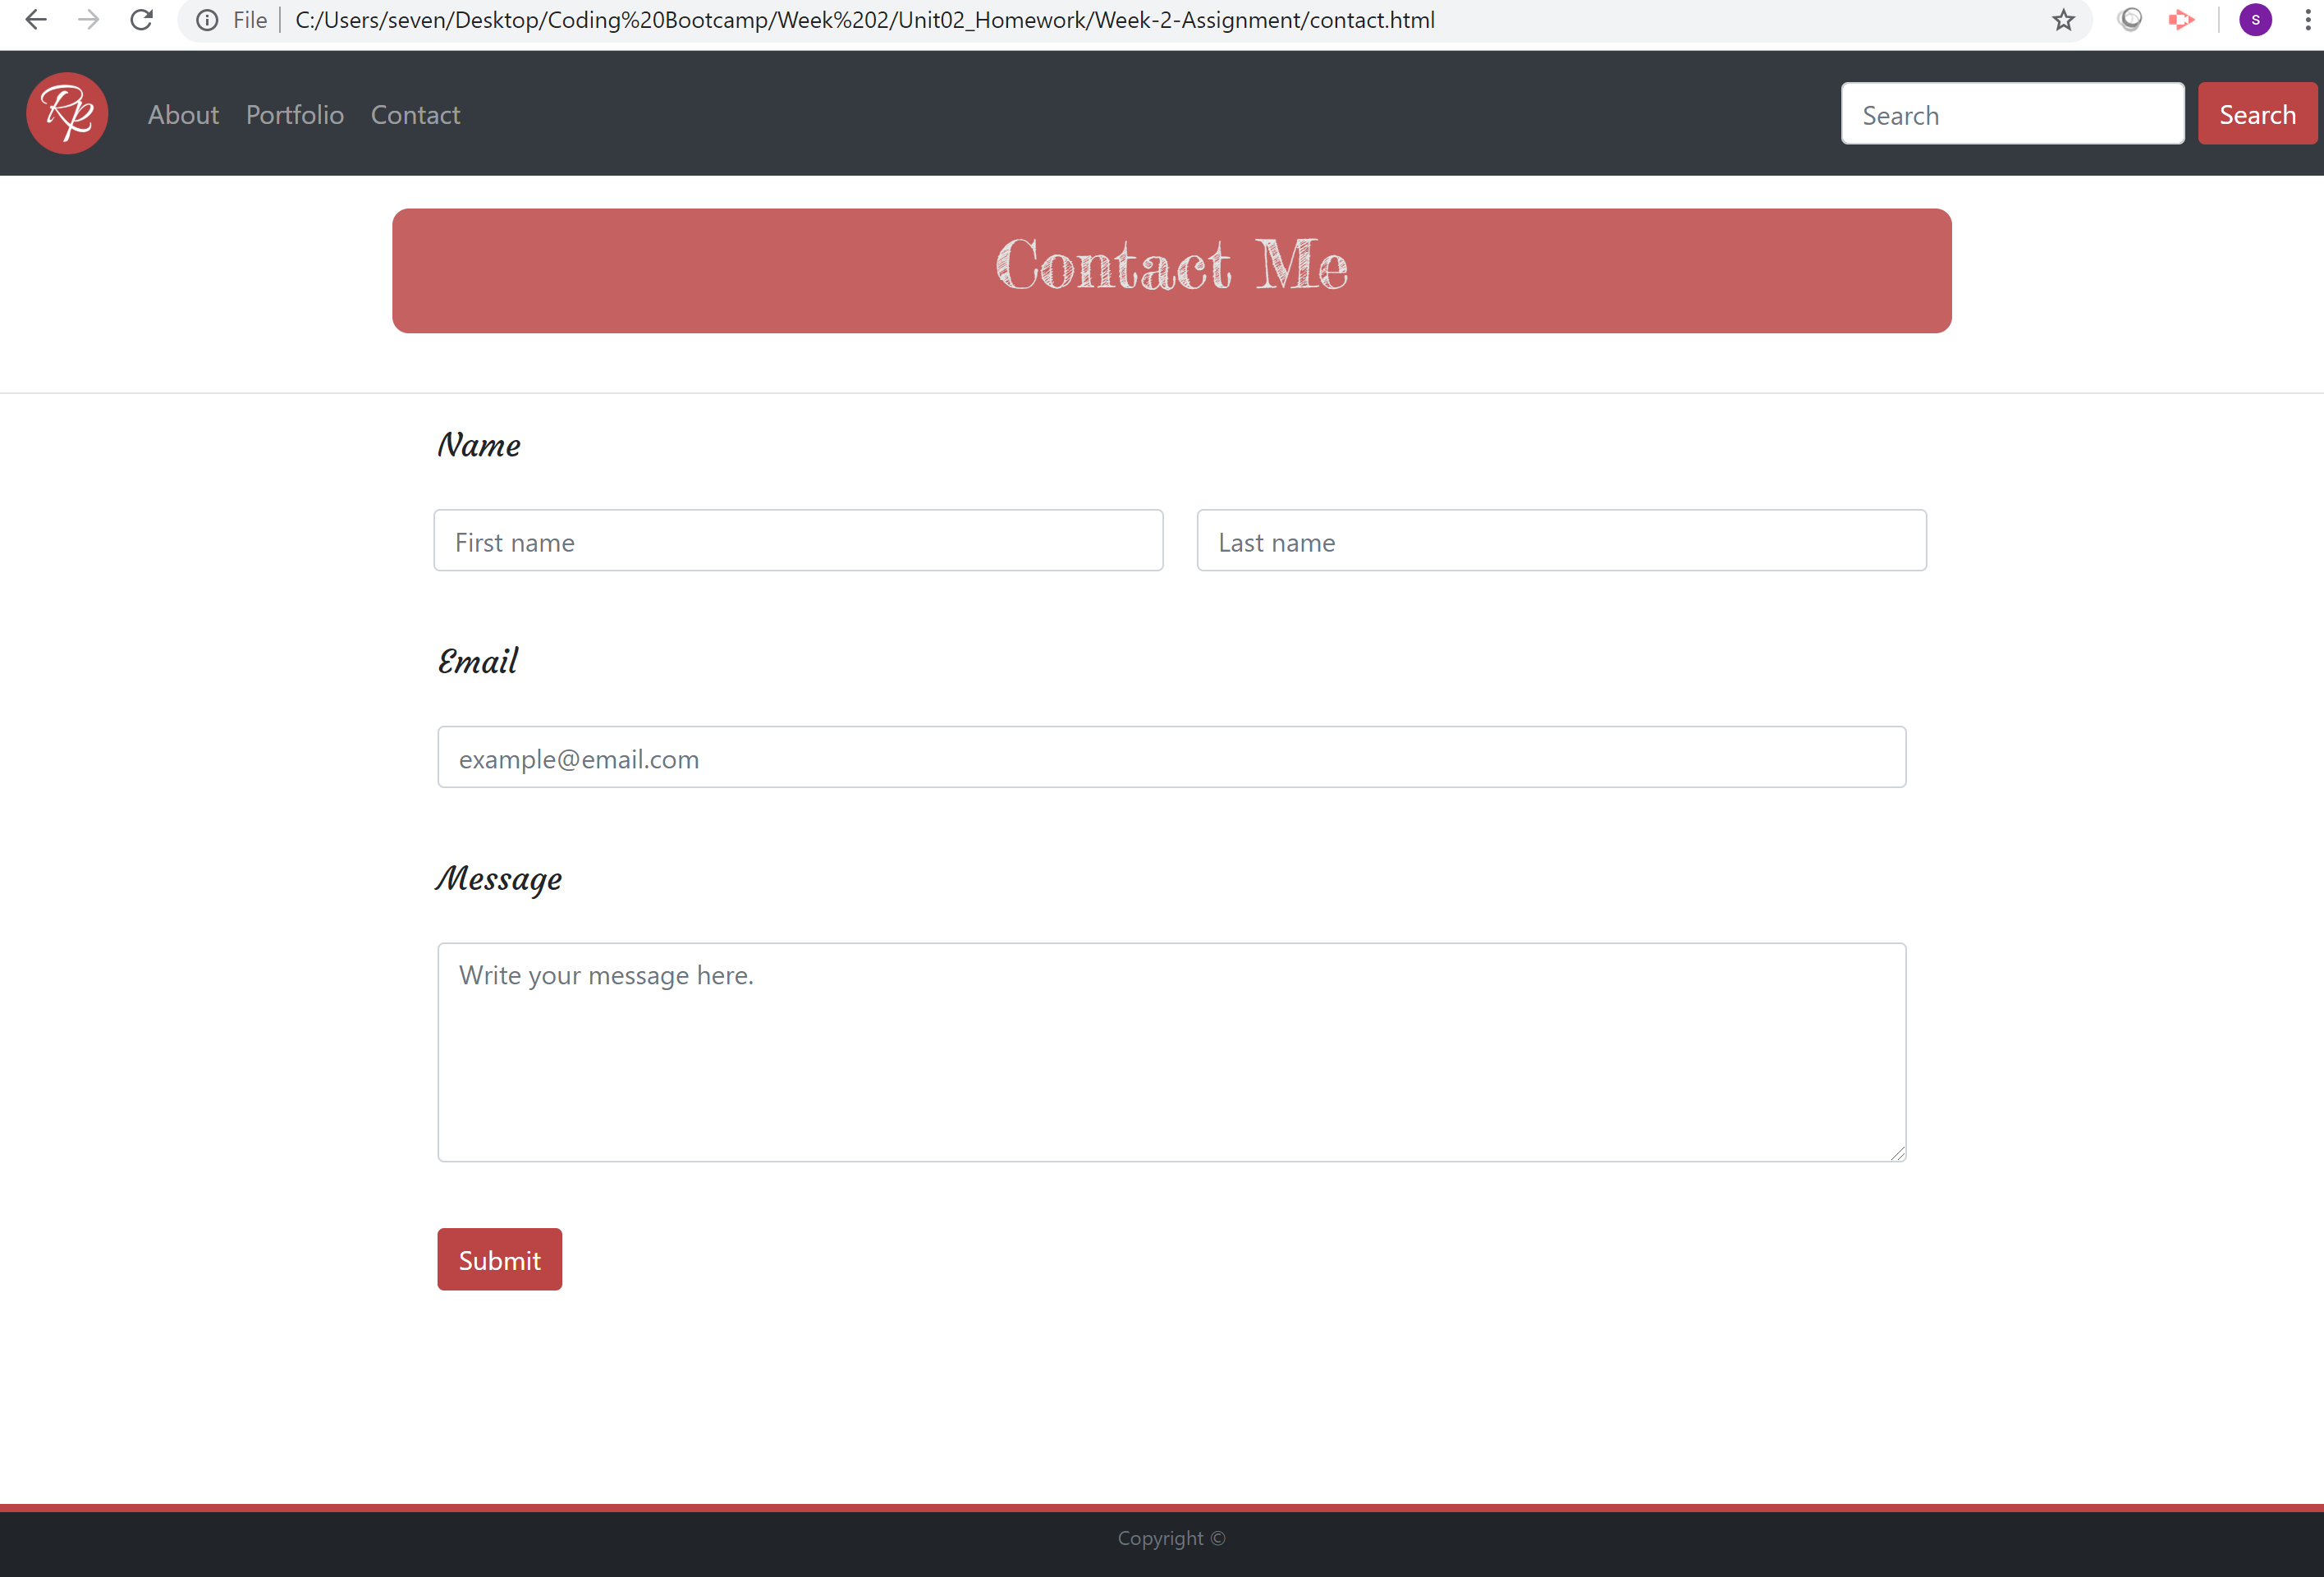 File C:/Users/seven/Desktop/Coding%20Bootcamp/Week%202/Unit02_Homework/Week-2-Assignment/contact.html S
RP About Portfolio Contact Search Search
Contact Me
Name
First name Last name
Email
example@email.com
Message
Write your message here.
Submit
Copyright ©